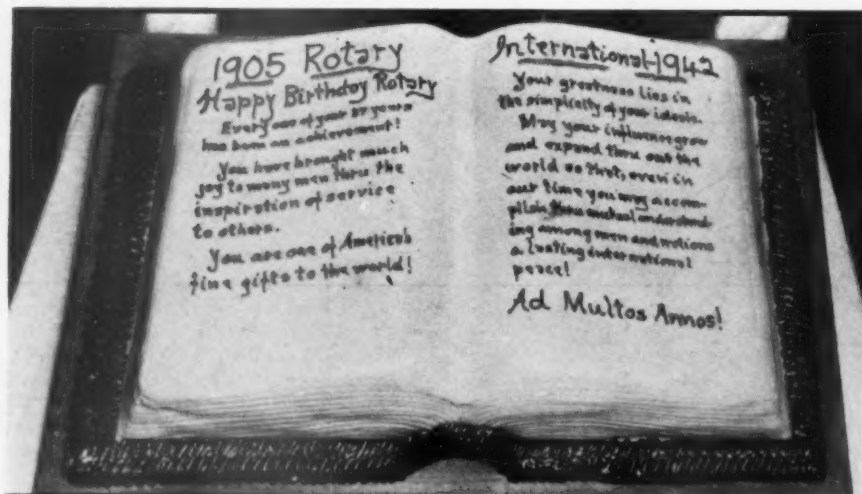 1905 Rotary
Happy Birthday Rotary
Every one of your 37 years
has been an achievement!
You have brought much
joy to many men thru the
inspiration of service
to others.
You are one of America's
fine gifts to the world!
International-1942
Your greatness lies in
the simplicity of your ideals.
May your influence grow
and expand thru out the
world so that, even in
our time you may accom-
plish, thru mutual understand-
ing among men and nations
a lasting international
peace!
Ad Multos Annos!